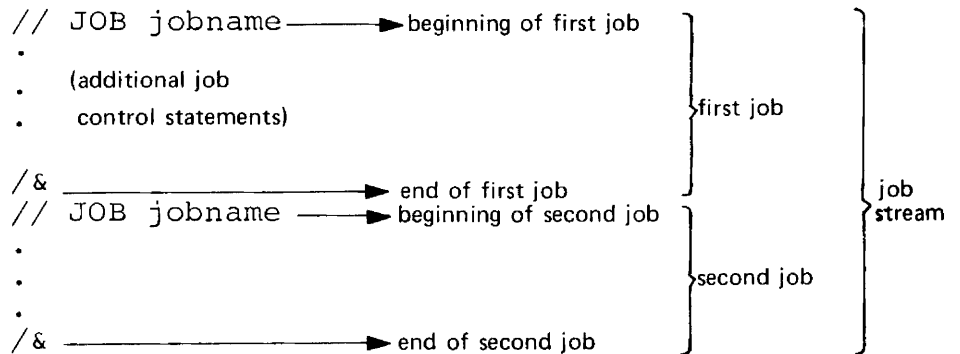 // JOB jobname beginning of first job
.
. (additional job
. control statements)
first job
/& end of first job
job
// JOB jobname beginning of second job
stream
.
.
second job
.
/& end of second job